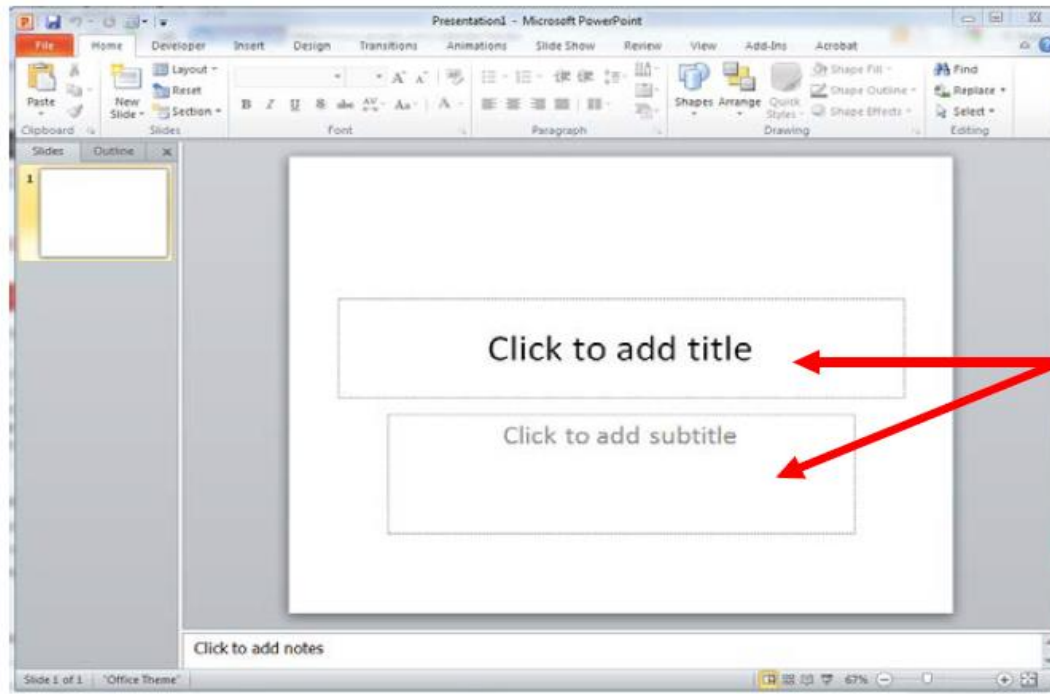 Presentation1 - Microsoft PowerPoint
File Home Developer Insert Design Transitions Animations Slide Show Review View Add-Ins Acrobat
Paste
New Slide
Layout
Reset
Section
B I U S abc AV Aa A
Shapes Arrange Quick Styles
Shape Fill
Shape Outline
Shape Effects
Find
Replace
Select
Clipboard Slides Font Paragraph Drawing Editing
Slides Outline
1
Click to add title
Click to add subtitle
Click to add notes
Slide 1 of 1 "Office Theme" 67%